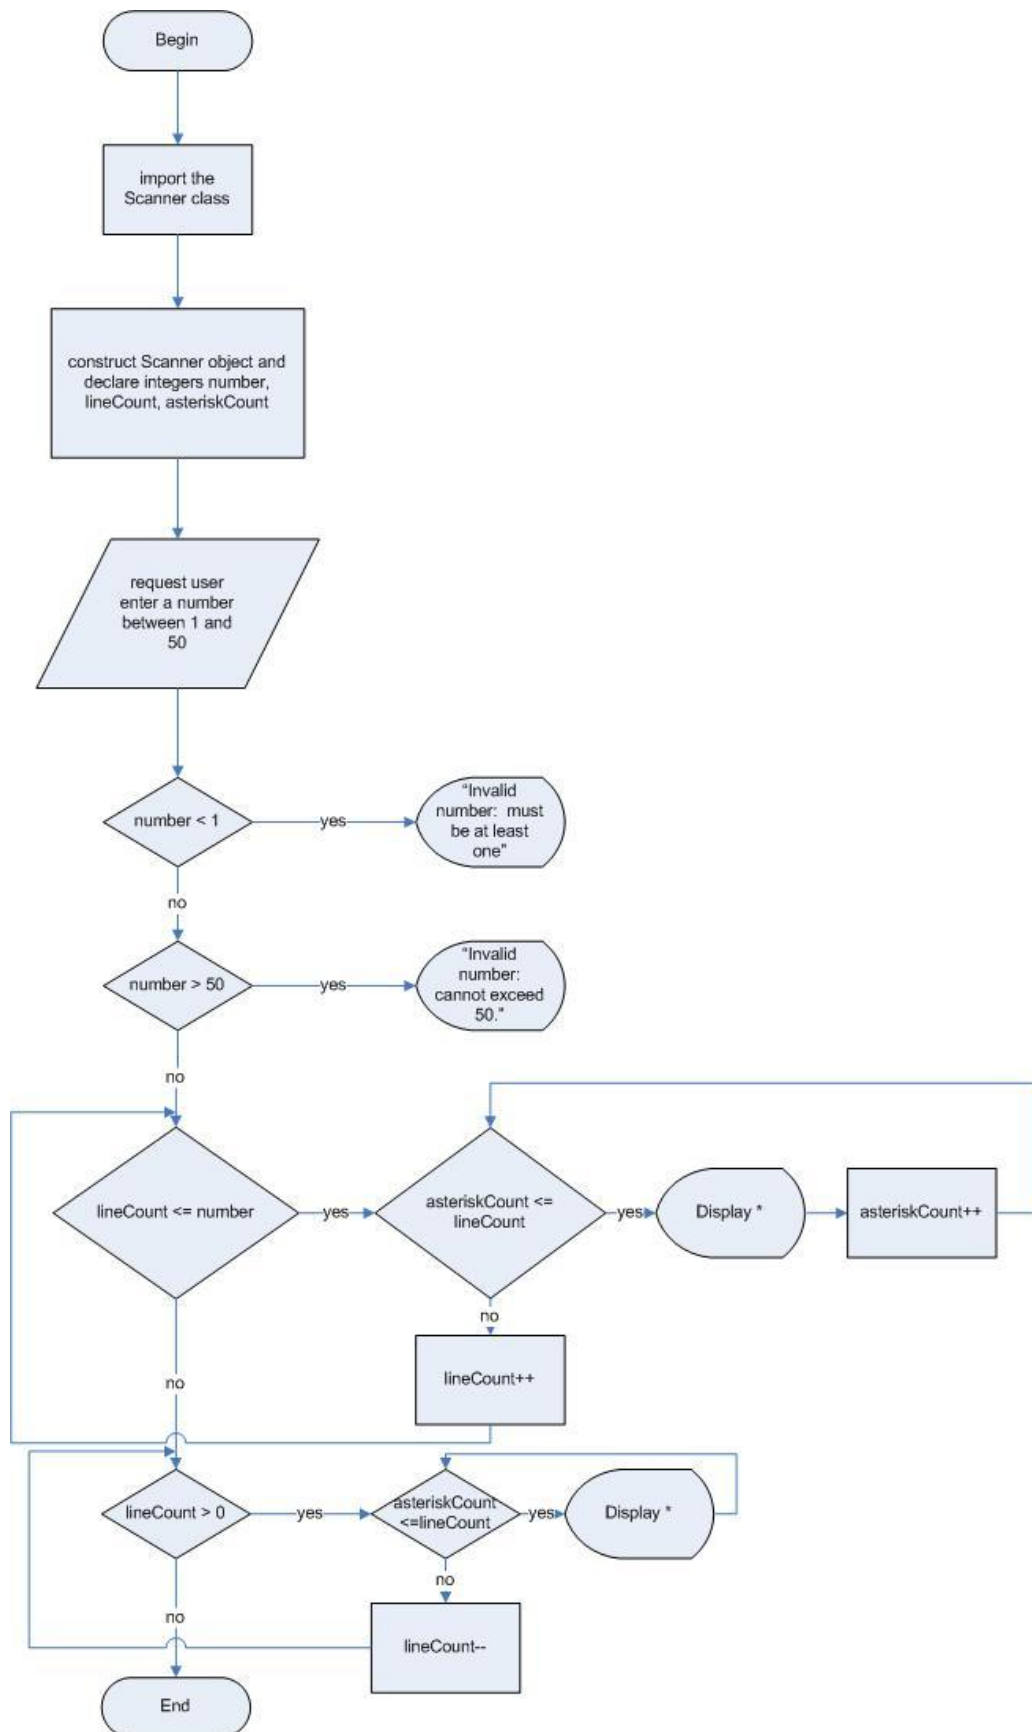 Begin
import the
Scanner class
construct Scanner object and
declare integers number,
lineCount, asteriskCount
request user
enter a number
between 1 and
50
number < 1
yes
“Invalid
number:  must
be at least
one”
no
number > 50
yes
“Invalid
number:
cannot exceed
50.”
no
lineCount <= number
yes
asteriskCount <=
lineCount
yes
Display *
asteriskCount++
no
lineCount++
no
lineCount > 0
yes
asteriskCount
<=lineCount
yes
Display *
no
lineCount--
no
End